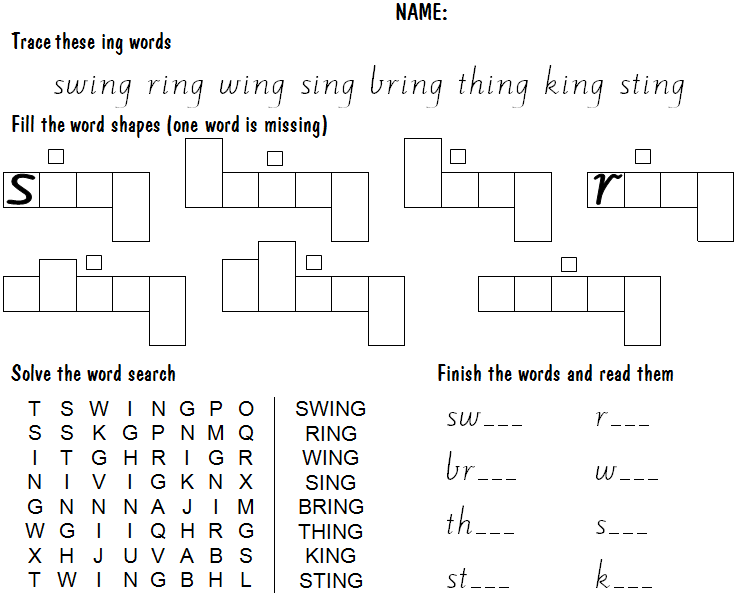 NAME:
Trace these ing words
swing ring wing sing bring thing king sting
Fill the word shapes (one word is missing)
s r
Solve the word search Finish the words and read them
T S W I N G P O SWING sw___ r___
S S K G P N M Q RING
I T G H R I G R WING br___ w___
N I V I G K N X SING
G N N N A J I M BRING th___ s___
W G I I Q H R G THING
X H J U V A B S KING st___ k___
T W I N G B H L STING